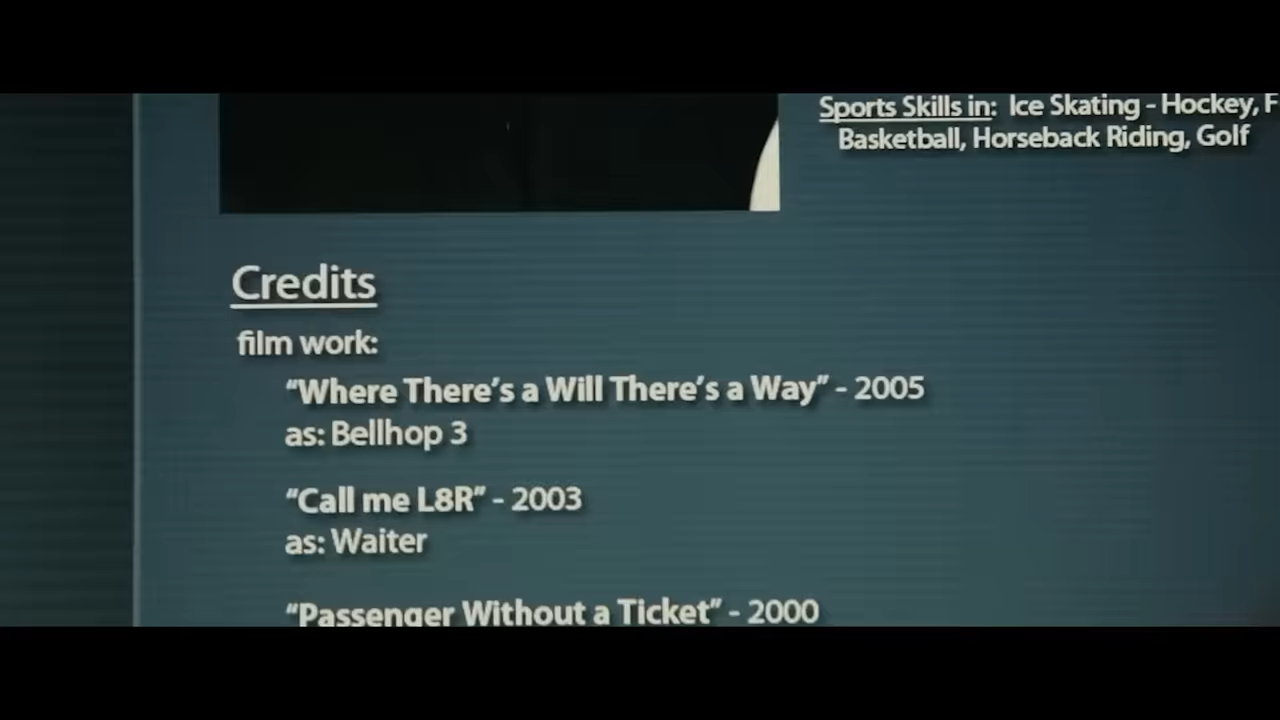 Sports Skills in: Ice Skating - Hockey, F
Basketball, Horseback Riding, Golf
Credits
film work:
“Where There’s a Will There’s a Way” - 2005
as: Bellhop 3
“Call me L8R” - 2003
as: Waiter
“Passenger Without a Ticket” - 2000